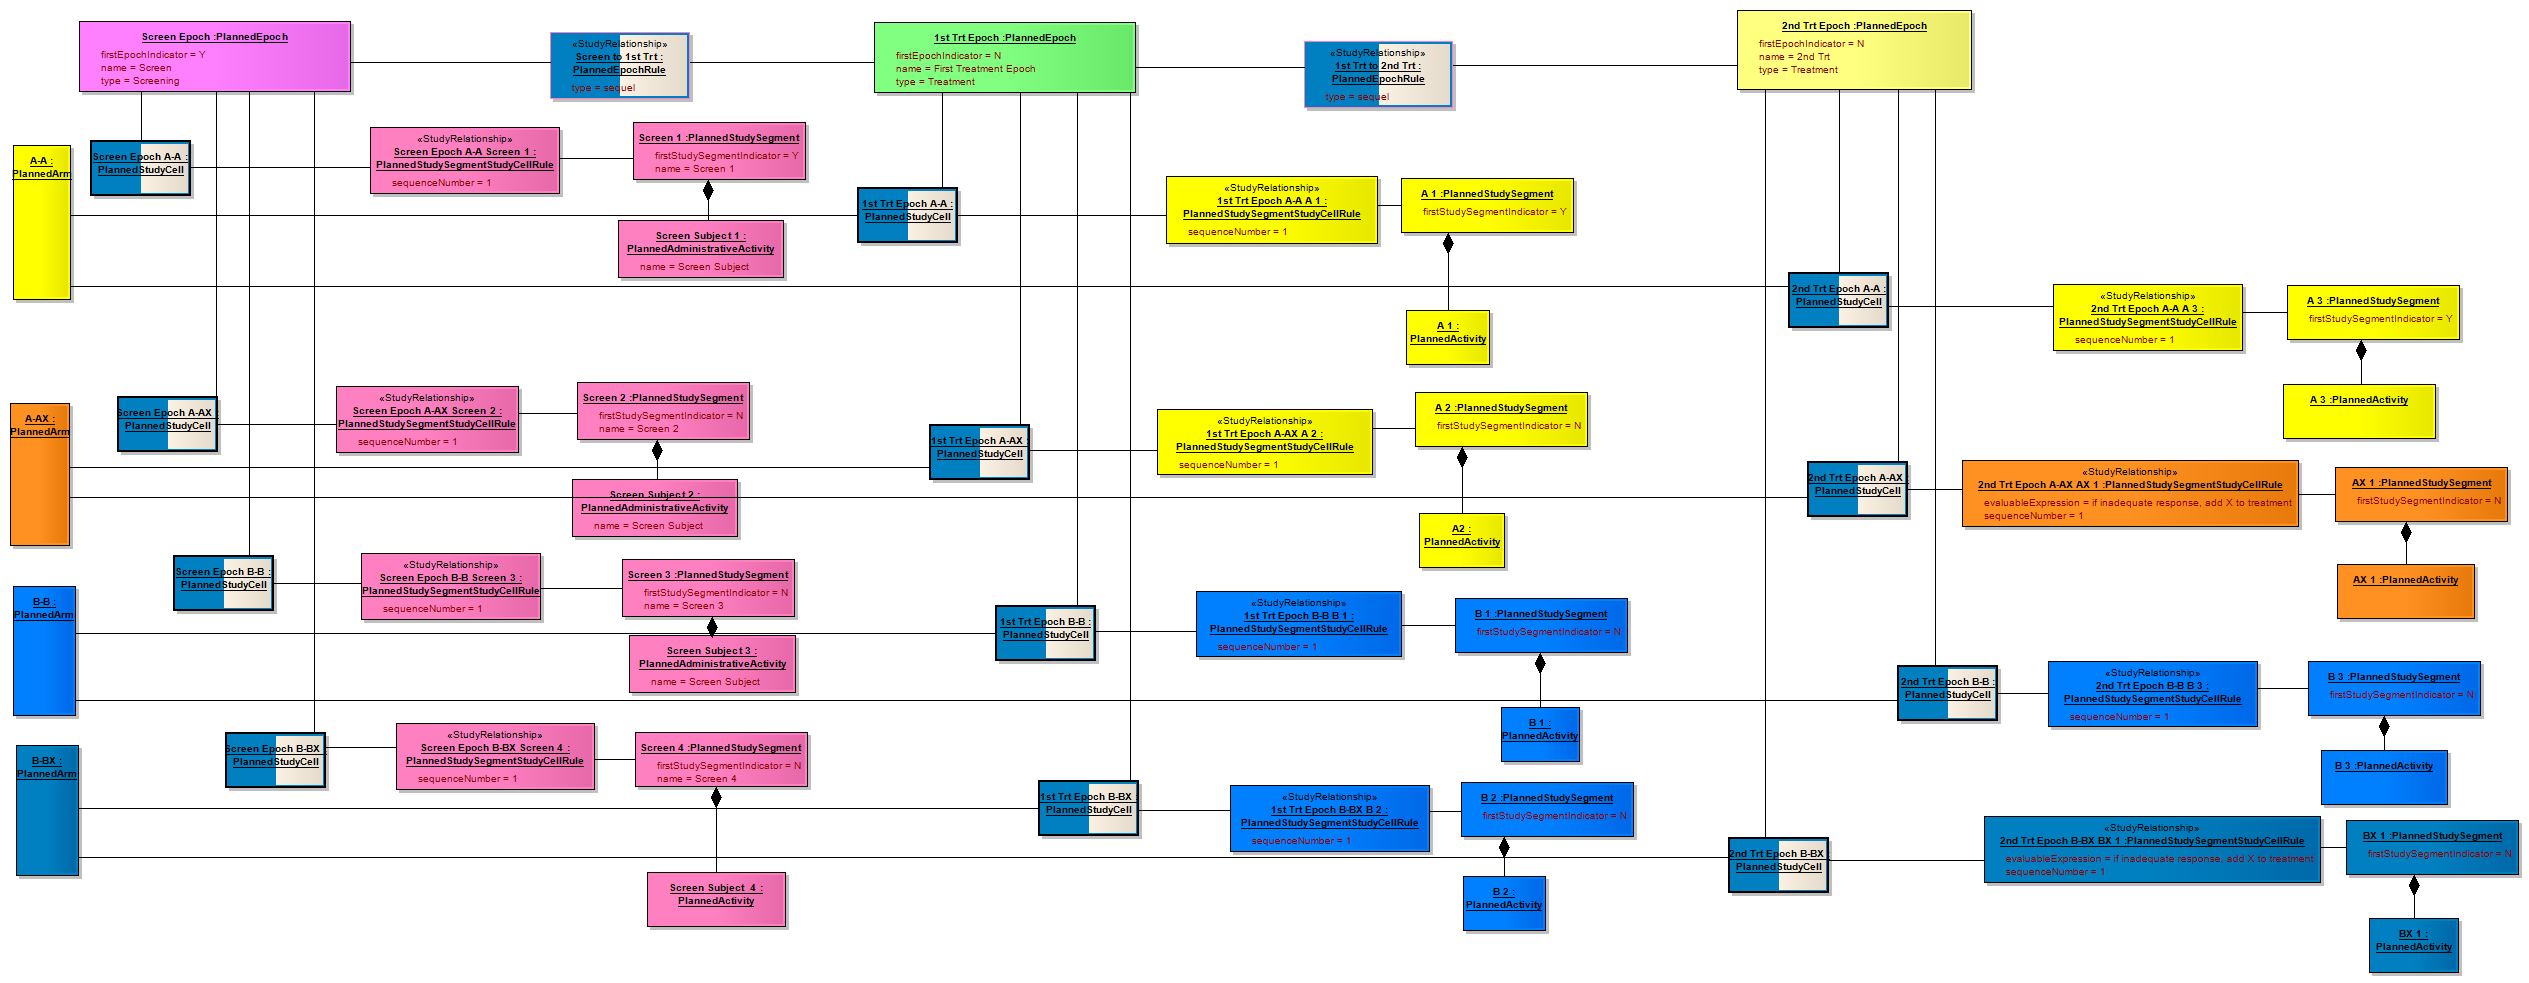 Screen Epoch :PlannedEpoch
firstEpochIndicator = Y
name = Screen
type = Screening
«StudyRelationship»
Screen to 1st Trt :
PlannedEpochRule
type = sequel
1st Trt Epoch :PlannedEpoch
firstEpochIndicator = N
name = First Treatment Epoch
type = Treatment
«StudyRelationship»
1st Trt to 2nd Trt :
PlannedEpochRule
type = sequel
2nd Trt Epoch :PlannedEpoch
firstEpochIndicator = N
name = 2nd Trt
type = Treatment
A-A :
PlannedArm
Screen Epoch A-A :
PlannedStudyCell
«StudyRelationship»
Screen Epoch A-A Screen 1 :
PlannedStudySegmentStudyCellRule
sequenceNumber = 1
Screen 1 :PlannedStudySegment
firstStudySegmentIndicator = Y
name = Screen 1
Screen Subject 1 :
PlannedAdministrativeActivity
name = Screen Subject
1st Trt Epoch A-A :
PlannedStudyCell
«StudyRelationship»
1st Trt Epoch A-A A 1 :
PlannedStudySegmentStudyCellRule
sequenceNumber = 1
A 1 :PlannedStudySegment
firstStudySegmentIndicator = Y
A 1 :
PlannedActivity
2nd Trt Epoch A-A :
PlannedStudyCell
«StudyRelationship»
2nd Trt Epoch A-A A 3 :
PlannedStudySegmentStudyCellRule
sequenceNumber = 1
A 3 :PlannedStudySegment
firstStudySegmentIndicator = Y
A 3 :PlannedActivity
A-AX :
PlannedArm
Screen Epoch A-AX
PlannedStudyCell
«StudyRelationship»
Screen Epoch A-AX Screen 2 :
PlannedStudySegmentStudyCellRule
sequenceNumber = 1
Screen 2 :PlannedStudySegment
firstStudySegmentIndicator = N
name = Screen 2
Screen Subject 2 :
PlannedAdministrativeActivity
name = Screen Subject
1st Trt Epoch A-AX :
PlannedStudyCell
«StudyRelationship»
1st Trt Epoch A-AX A 2 :
PlannedStudySegmentStudyCellRule
sequenceNumber = 1
A 2 :PlannedStudySegment
firstStudySegmentIndicator = N
A2 :
PlannedActivity
2nd Trt Epoch A-AX :
PlannedStudyCell
«StudyRelationship»
2nd Trt Epoch A-AX AX 1 :PlannedStudySegmentStudyCellRule
evaluableExpression = if inadequate response, add X to treatment
sequenceNumber = 1
AX 1 :PlannedStudySegment
firstStudySegmentIndicator = N
AX 1 :PlannedActivity
B-B :
PlannedArm
Screen Epoch B-B :
PlannedStudyCell
«StudyRelationship»
Screen Epoch B-B Screen 3 :
PlannedStudySegmentStudyCellRule
sequenceNumber = 1
Screen 3 :PlannedStudySegment
firstStudySegmentIndicator = N
name = Screen 3
Screen Subject 3 :
PlannedAdministrativeActivity
name = Screen Subject
1st Trt Epoch B-B :
PlannedStudyCell
«StudyRelationship»
1st Trt Epoch B-B B 1 :
PlannedStudySegmentStudyCellRule
sequenceNumber = 1
B 1 :PlannedStudySegment
firstStudySegmentIndicator = N
B 1 :
PlannedActivity
2nd Trt Epoch B-B :
PlannedStudyCell
«StudyRelationship»
2nd Trt Epoch B-B B 3 :
PlannedStudySegmentStudyCellRule
sequenceNumber = 1
B 3 :PlannedStudySegment
firstStudySegmentIndicator = N
B 3 :PlannedActivity
B-BX :
PlannedArm
Screen Epoch B-BX :
PlannedStudyCell
«StudyRelationship»
Screen Epoch B-BX Screen 4 :
PlannedStudySegmentStudyCellRule
sequenceNumber = 1
Screen 4 :PlannedStudySegment
firstStudySegmentIndicator = N
name = Screen 4
Screen Subject 4 :
PlannedActivity
1st Trt Epoch B-BX :
PlannedStudyCell
«StudyRelationship»
1st Trt Epoch B-BX B 2 :
PlannedStudySegmentStudyCellRule
sequenceNumber = 1
B 2 :PlannedStudySegment
firstStudySegmentIndicator = N
B 2 :
PlannedActivity
2nd Trt Epoch B-BX :
PlannedStudyCell
«StudyRelationship»
2nd Trt Epoch B-BX BX 1 :PlannedStudySegmentStudyCellRule
evaluableExpression = if inadequate response, add X to treatment
sequenceNumber = 1
BX 1 :PlannedStudySegment
firstStudySegmentIndicator = N
BX 1 :
PlannedActivity